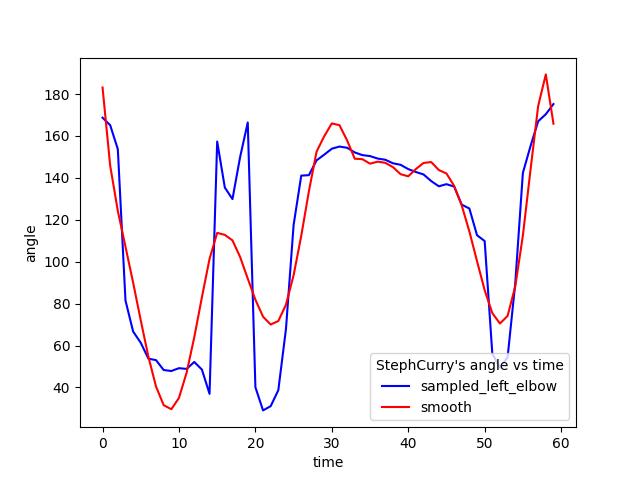 180
160
140
120
100
80
60
40
angle
0 10 20 30 40 50 60
time
StephCurry's angle vs time
sampled_left_elbow
smooth